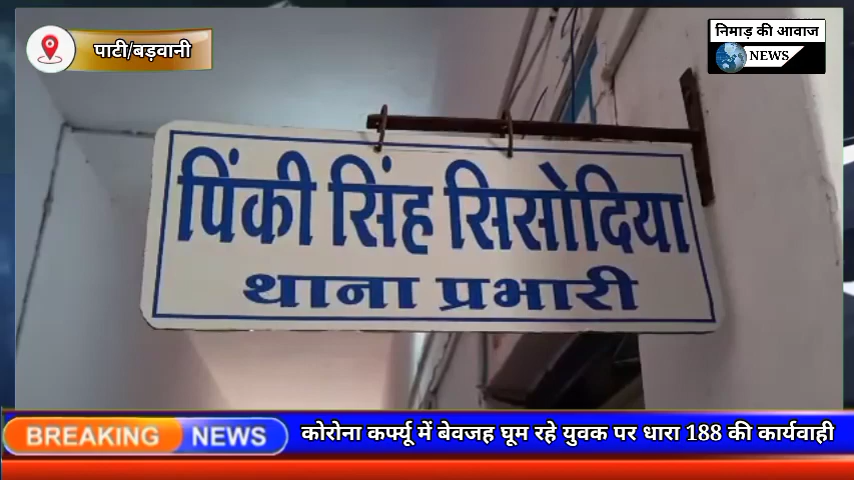 पाटी/बड़वानी
निमाड़ की आवाज
NEWS
पिंकी सिंह सिसोदिया
थाना प्रभारी
BREAKING NEWS
कोरोना कर्फ्यू में बेवजह घूम रहे युवक पर धारा 188 की कार्यवाही